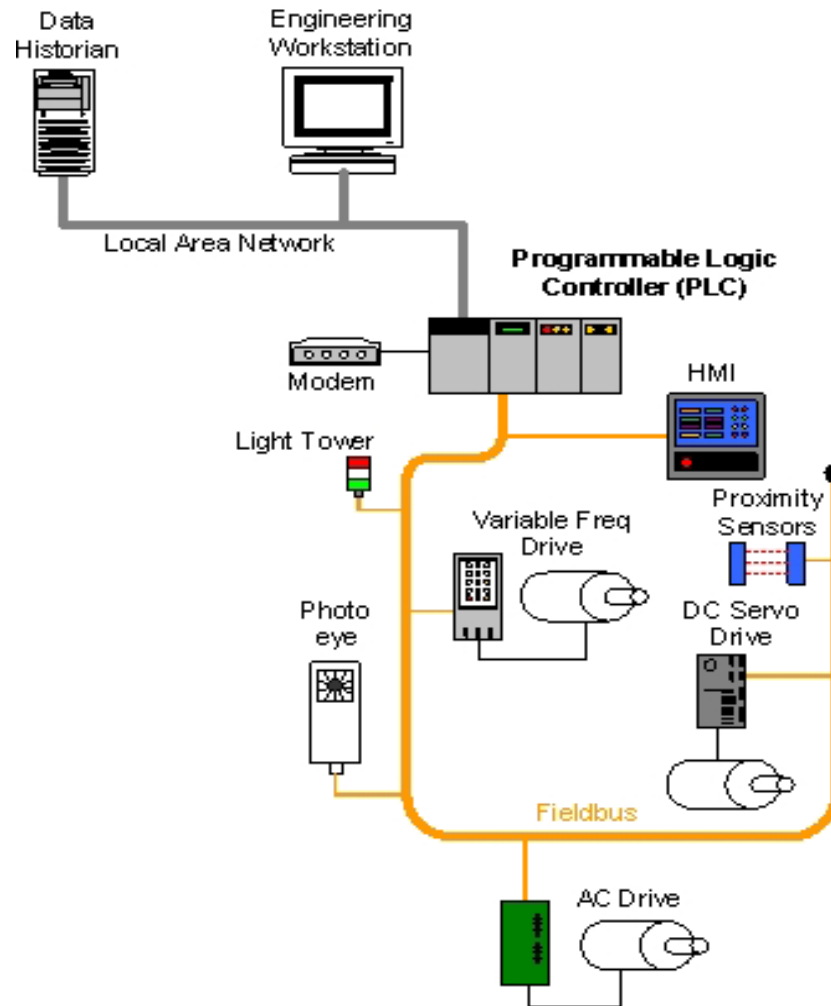 Data
Historian
Engineering
Workstation
Local Area Network
Programmable Logic
Controller (PLC)
Modem
HMI
Light Tower
Proximity
Sensors
Variable Freq
Drive
Photo
eye
DC Servo
Drive
Fieldbus
AC Drive